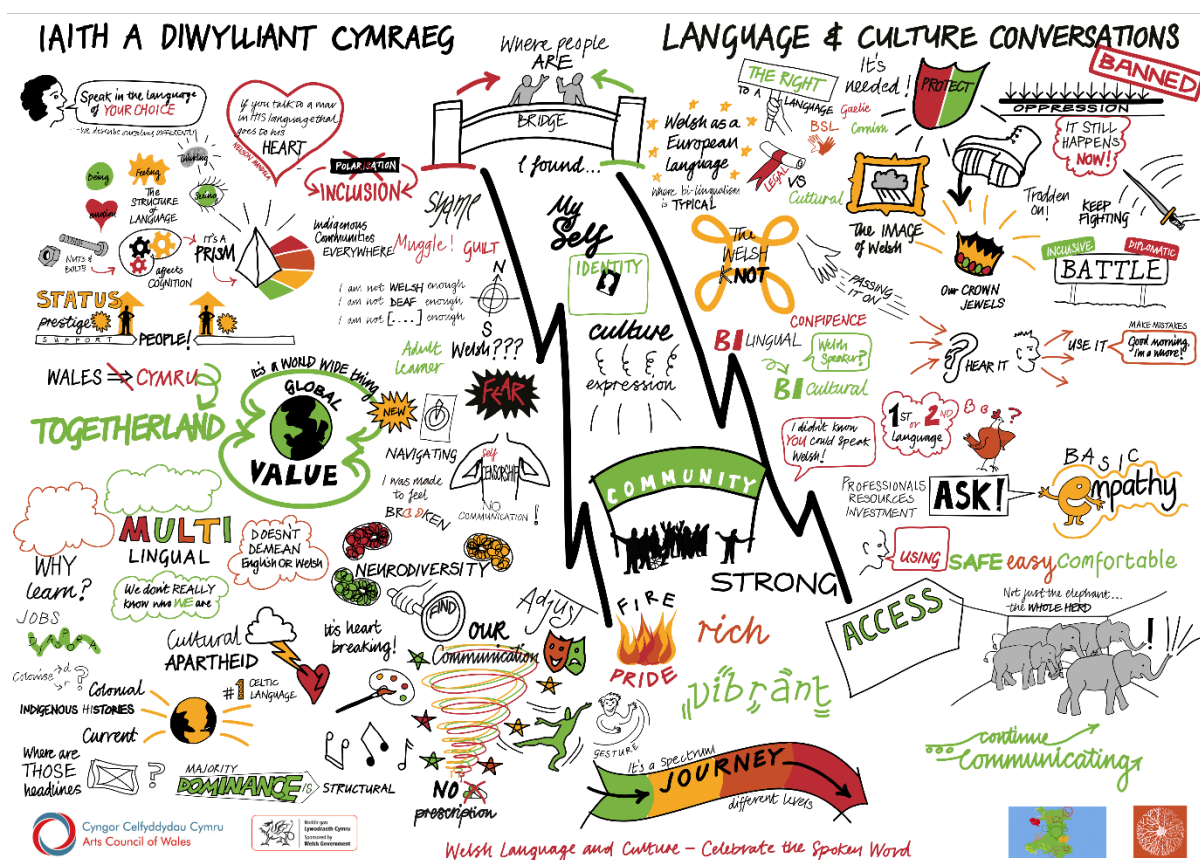 IAITH A DIWYLLIANT CYMRAEG
LANGUAGE & CULTURE CONVERSATIONS
Speak in the language
of YOUR CHOICE
If you talk to a man
in HIS language that
goes to his
HEART
NELSON MANDELA
Being
Feeling
Thinking
Seeing
emotion
THE
STRUCTURE
of
LANGUAGE
NUTS &
BOLTS
affects
COGNITION
IT'S A
PRISM
POLARISATION
INCLUSION
Indigenous
Communities
EVERYWHERE!
STATUS
prestige
SUPPORT
PEOPLE!
WALES
CYMRU
TOGETHERLAND
it's a WORLD WIDE thing
GLOBAL
VALUE
NEW
Where people
ARE
BRIDGE
I found...
My
Self
IDENTITY
culture
expression
COMMUNITY
STRONG
Shame
Muggle!
GUILT
I am not WELSH enough
I am not DEAF enough
I am not [....] enough
N
S
Adult
learner
Welsh???
FEAR
NAVIGATING
self
CENSORSHIP
NO
COMMUNICATION!
I was made
to feel
BROKEN
NEURODIVERSITY
FIND
OUR
Communication
Adjust
NO
prescription
MULTI
LINGUAL
DOESN'T
DEMEAN
English OR Welsh
WHY
learn?
We don't REALLY
know who WE are
JOBS
Cultural
APARTHEID
It's heart
breaking!
Colonise
d
r
?
Colonial
INDIGENOUS HISTORIES
Current
#1 CELTIC
LANGUAGE
Where are
THOSE
headlines
?
MAJORITY
DOMINANCE IS
STRUCTURAL
FIRE
PRIDE
rich
vibrant
GESTURE
It's a spectrum
JOURNEY
different levels
THE RIGHT
TO A
LANGUAGE
Gaelic
BSL
Cornish
LEGAL
VS
Cultural
Welsh as a
European
language
Where bi-lingualism
is TYPICAL
It's
needed!
PROTECT
OPPRESSION
BANNED
IT STILL
HAPPENS
NOW!
Trodden
on!
KEEP
FIGHTING
The IMAGE
of Welsh
The
WELSH
KNOT
PASSING
IT ON
Our CROWN
JEWELS
INCLUSIVE
DIPLOMATIC
BATTLE
CONFIDENCE
BILINGUAL
Welsh
Speaker?
BI cultural
HEAR IT
USE IT
MAKE MISTAKES
Good morning,
I'm a whore!
I didn't know
YOU could speak
Welsh!
1ST
or 2ND
Language
?
PROFESSIONALS
RESOURCES
INVESTMENT
ASK!
BASIC
empathy
USING
SAFE easy comfortable
ACCESS
Not just the elephant...
...the WHOLE HERD
!
continue
communicating
Cyngor Celfyddydau Cymru
Arts Council of Wales
Noddir gan
Lywodraeth Cymru
Sponsored by
Welsh Government
Welsh Language and Culture – Celebrate the Spoken Word